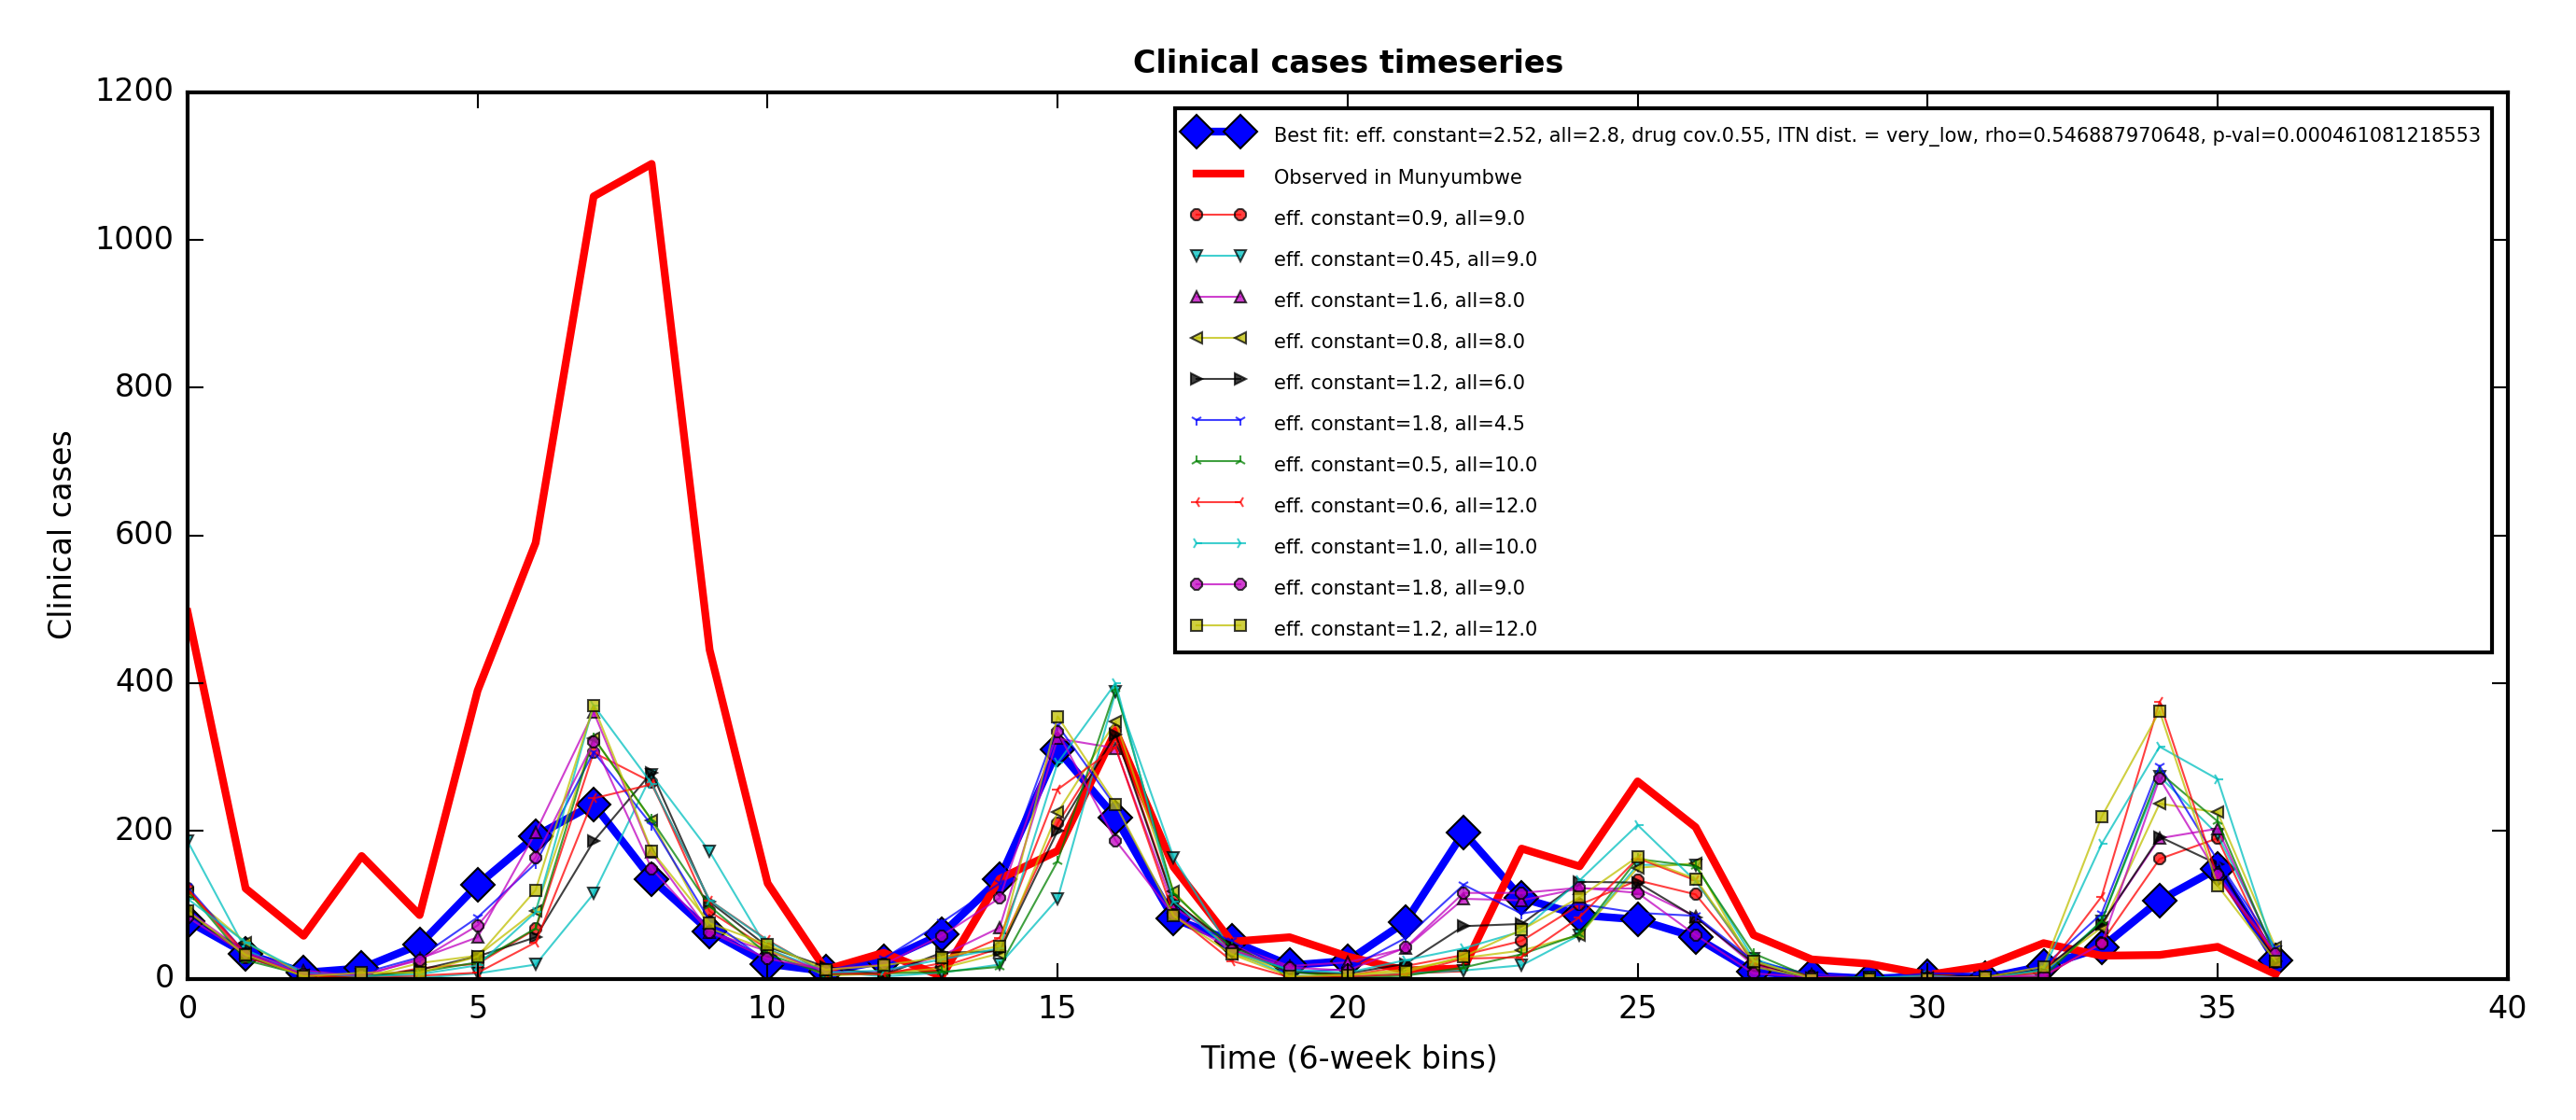 Clinical cases timeseries
1200
1000
800
600
400
200
0
Clinical cases
Best fit: eff. constant=2.52, all=2.8, drug cov.0.55, ITN dist. = very_low, rho=0.546887970648, p-val=0.000461081218553
Observed in Munyumbwe
eff. constant=0.9, all=9.0
eff. constant=0.45, all=9.0
eff. constant=1.6, all=8.0
eff. constant=0.8, all=8.0
eff. constant=1.2, all=6.0
eff. constant=1.8, all=4.5
eff. constant=0.5, all=10.0
eff. constant=0.6, all=12.0
eff. constant=1.0, all=10.0
eff. constant=1.8, all=9.0
eff. constant=1.2, all=12.0
0 5 10 15 20 25 30 35 40
Time (6-week bins)